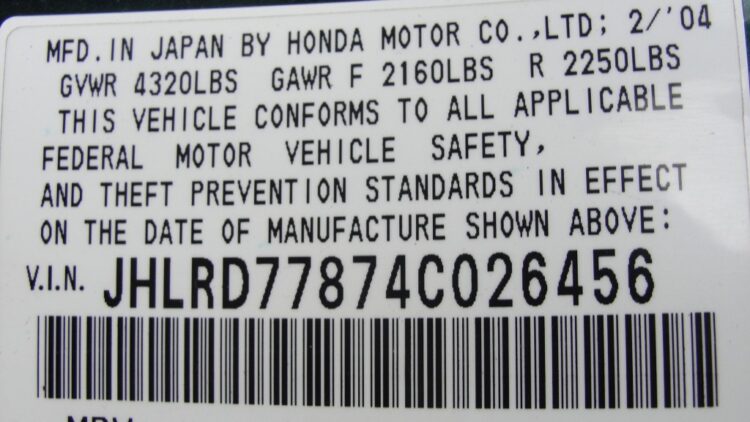 MFD. IN JAPAN BY HONDA MOTOR CO.,LTD; 2/'04
GVWR 4320LBS GAWR F 2160LBS R 2250LBS
THIS VEHICLE CONFORMS TO ALL APPLICABLE
FEDERAL MOTOR VEHICLE SAFETY,
AND THEFT PREVENTION STANDARDS IN EFFECT
ON THE DATE OF MANUFACTURE SHOWN ABOVE:
V.I.N. JHLRD77874C026456